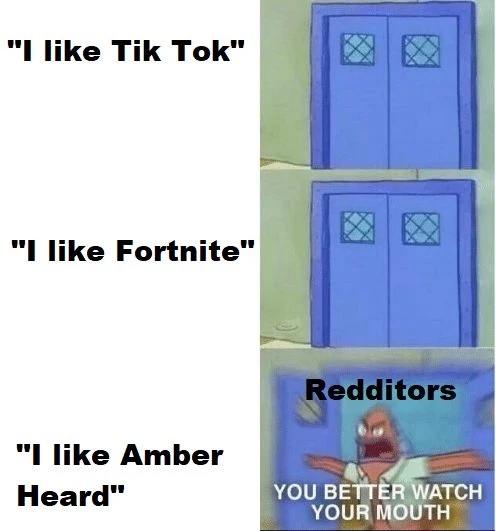 "I like Tik Tok"
"I like Fortnite"
Redditors
"I like Amber
Heard"
YOU BETTER WATCH
YOUR MOUTH